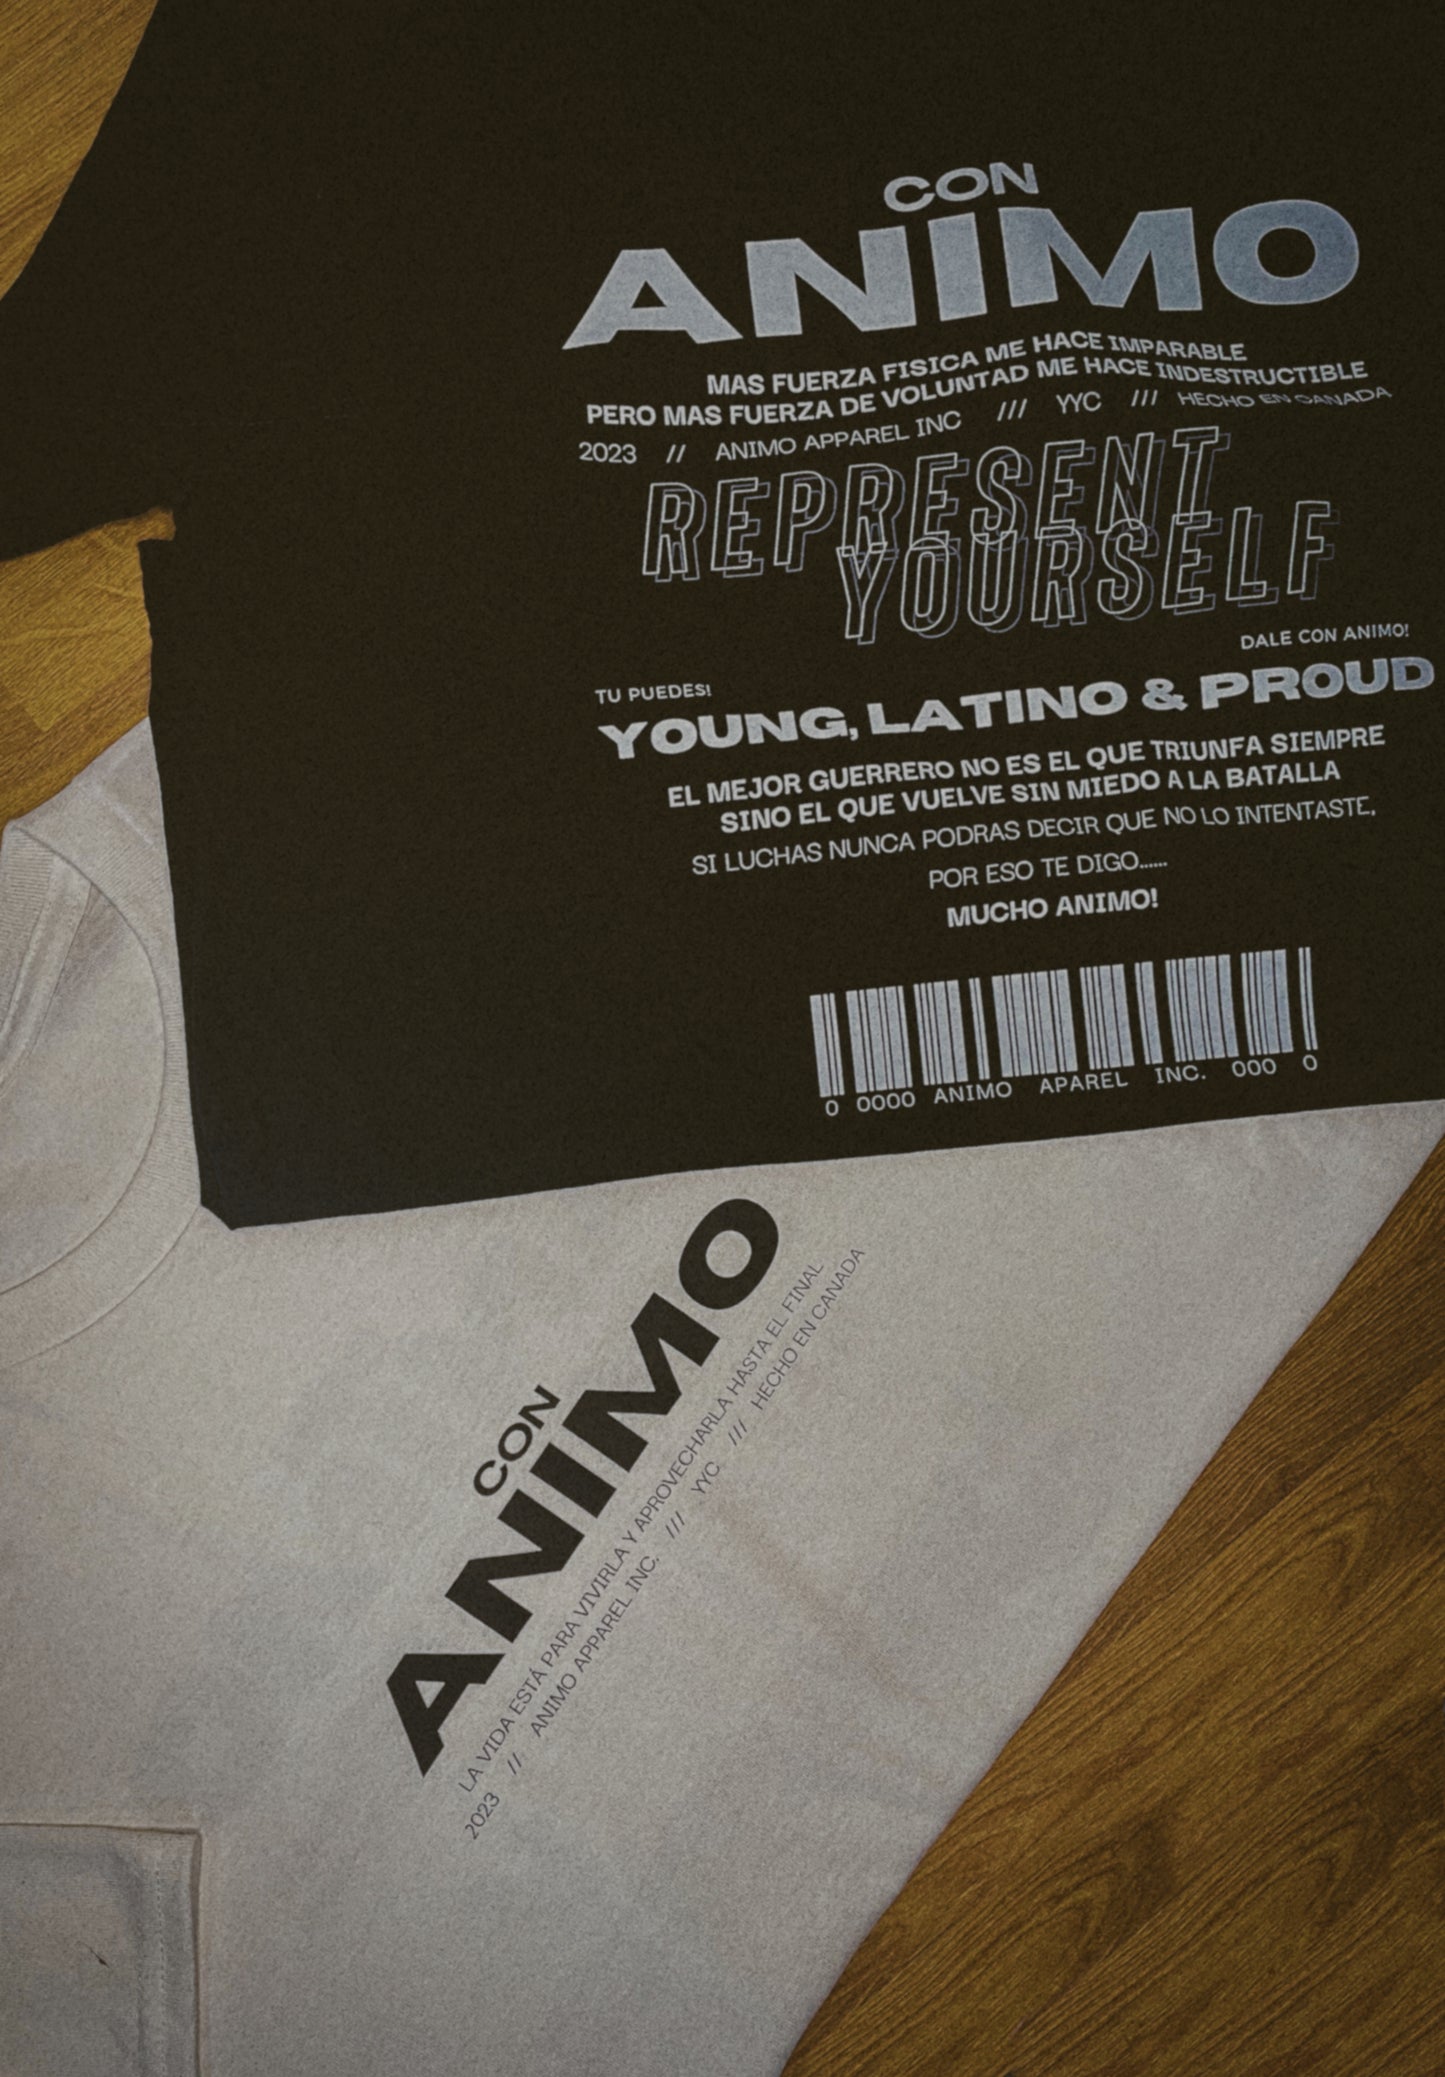 CON
ANIMO
MAS FUERZA FISICA ME HACE IMPARABLE
PERO MAS FUERZA DE VOLUNTAD ME HACE INDESTRUCTIBLE
2023 // ANIMO APPAREL INC /// YYC /// HECHO EN CANADA
REPRESENT
YOURSELF
DALE CON ANIMO!
TU PUEDES!
YOUNG, LATINO & PROUD
EL MEJOR GUERRERO NO ES EL QUE TRIUNFA SIEMPRE
SINO EL QUE VUELVE SIN MIEDO A LA BATALLA
SI LUCHAS NUNCA PODRAS DECIR QUE NO LO INTENTASTE,
POR ESO TE DIGO......
MUCHO ANIMO!
0 0000 ANIMO APAREL INC. 000 0
CON
ANIMO
LA VIDA ESTÁ PARA VIVIRLA Y APROVECHARLA HASTA EL FINAL
2023 // ANIMO APPAREL INC. /// YYC /// HECHO EN CANADA